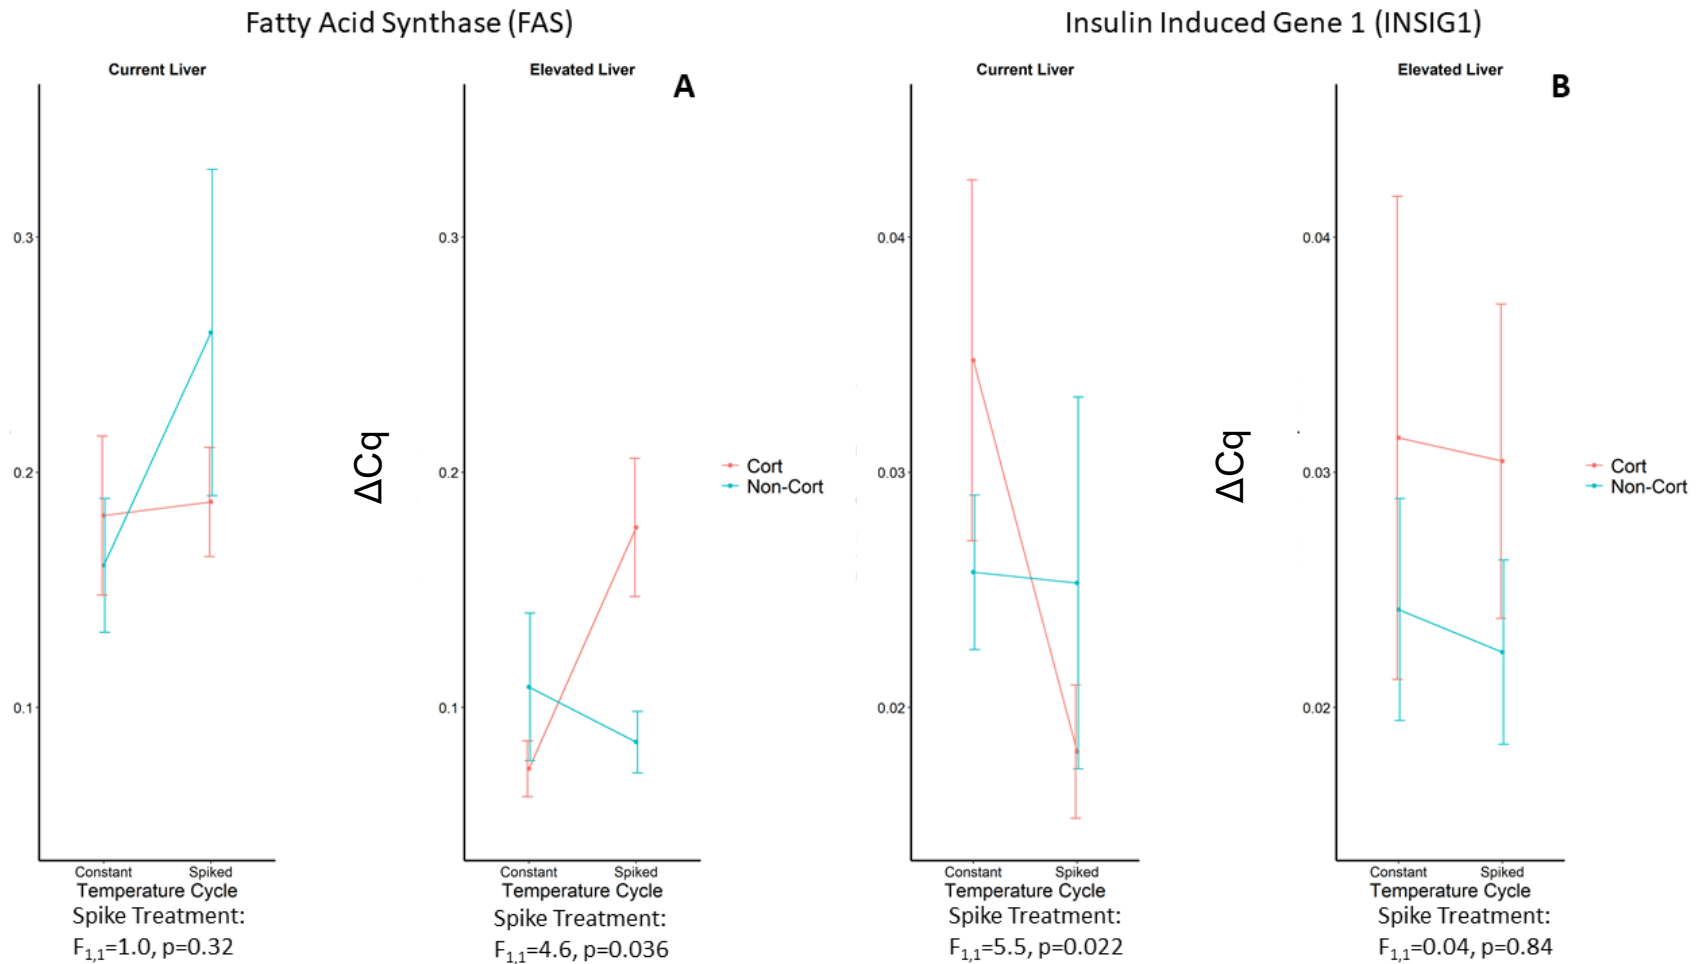 Fatty Acid Synthase (FAS)
Insulin Induced Gene 1 (INSIG1)
Current Liver
Elevated Liver
A
Current Liver
Elevated Liver
B
0.3
0.2
0.1
ΔCq
0.3
0.2
0.1
Cort
Non-Cort
0.04
0.03
0.02
ΔCq
0.04
0.03
0.02
Cort
Non-Cort
Constant Spiked
Temperature Cycle
Spike Treatment:
F1,1=1.0, p=0.32
Constant Spiked
Temperature Cycle
Spike Treatment:
F1,1=4.6, p=0.036
Constant Spiked
Temperature Cycle
Spike Treatment:
F1,1=5.5, p=0.022
Constant Spiked
Temperature Cycle
Spike Treatment:
F1,1=0.04, p=0.84